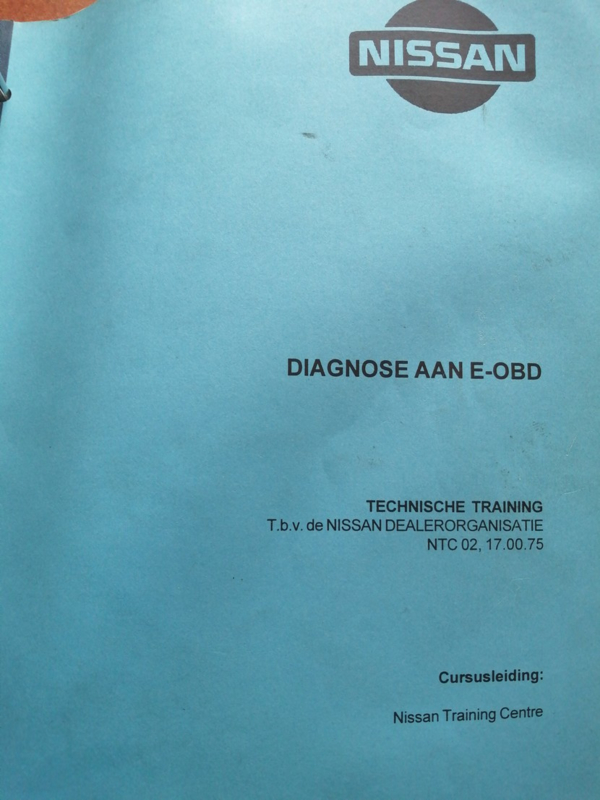 NISSAN
DIAGNOSE AAN E-OBD
TECHNISCHE TRAINING
T.b.v. de NISSAN DEALERORGANISATIE
NTC 02, 17.00.75
Cursusleiding:
Nissan Training Centre